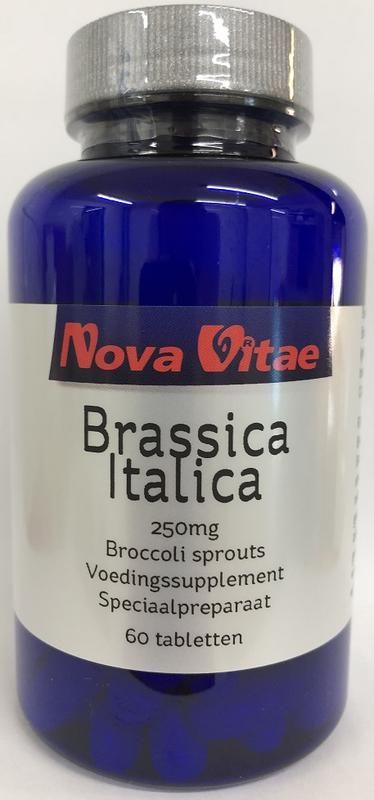 Nova Vitae
R
Brassica
Italica
250mg
Broccoli sprouts
Voedingssupplement
Speciaalpreparaat
60 tabletten